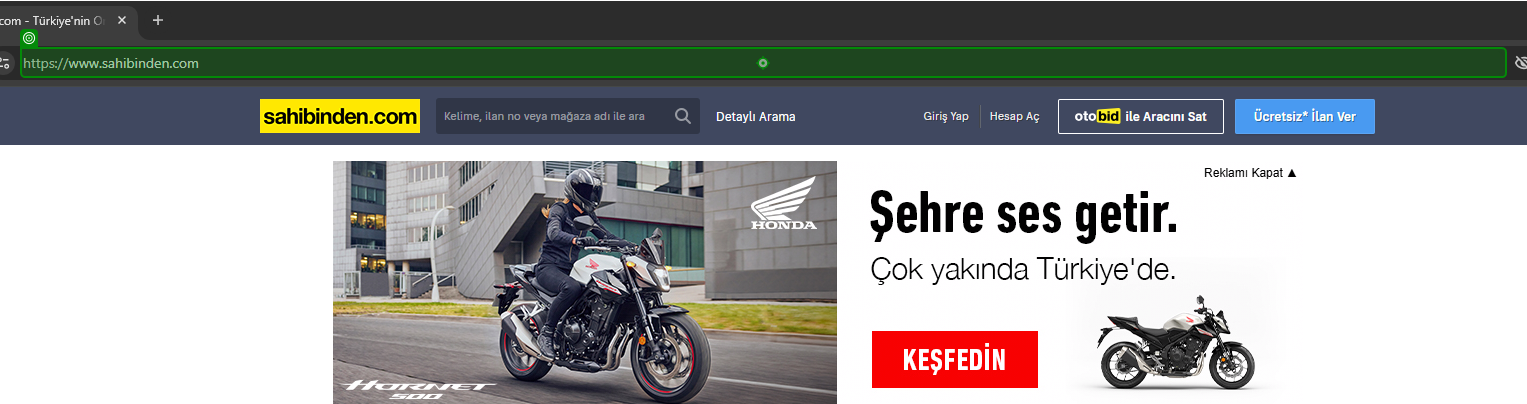 com - Türkiye'nin O
https://www.sahibinden.com
sahibinden.com
Kelime, ilan no veya mağaza adı ile ara
Detaylı Arama
Giriş Yap
Hesap Aç
otobid ile Aracını Sat
Ücretsiz* İlan Ver
Reklamı Kapat ▲
HONDA
Şehre ses getir.
Çok yakında Türkiye'de.
KEŞFEDİN
HORNET
500